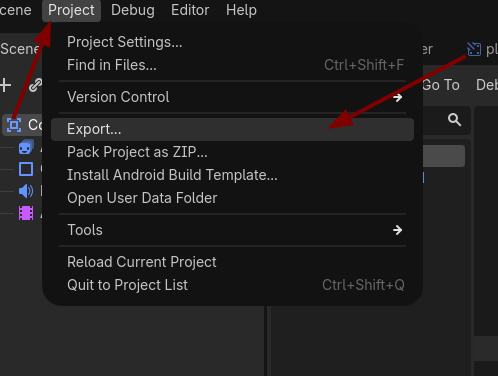 cene Project Debug Editor Help
Scene
Project Settings...
Find in Files... Ctrl+Shift+F
Version Control
Go To Deb
Export...
Pack Project as ZIP...
Install Android Build Template...
Open User Data Folder
Tools
Reload Current Project
Quit to Project List Ctrl+Shift+Q